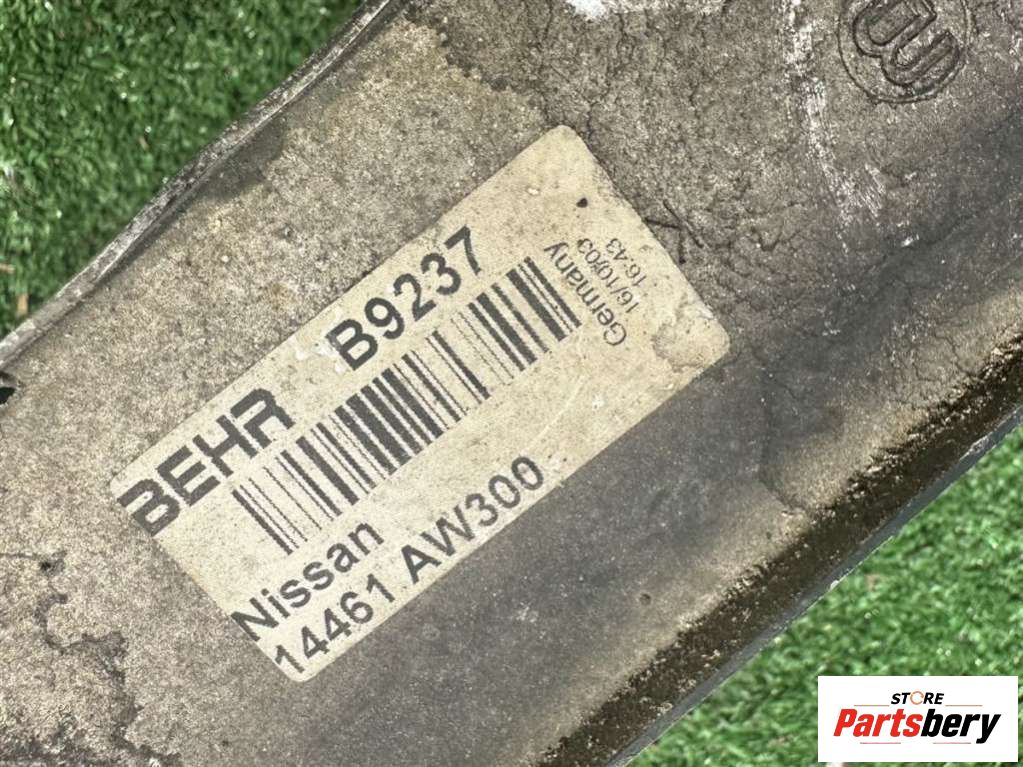 BEHR B9237
Germany
16/10/03
16:43
Nissan
14461 AW300
STORE
Partsbery